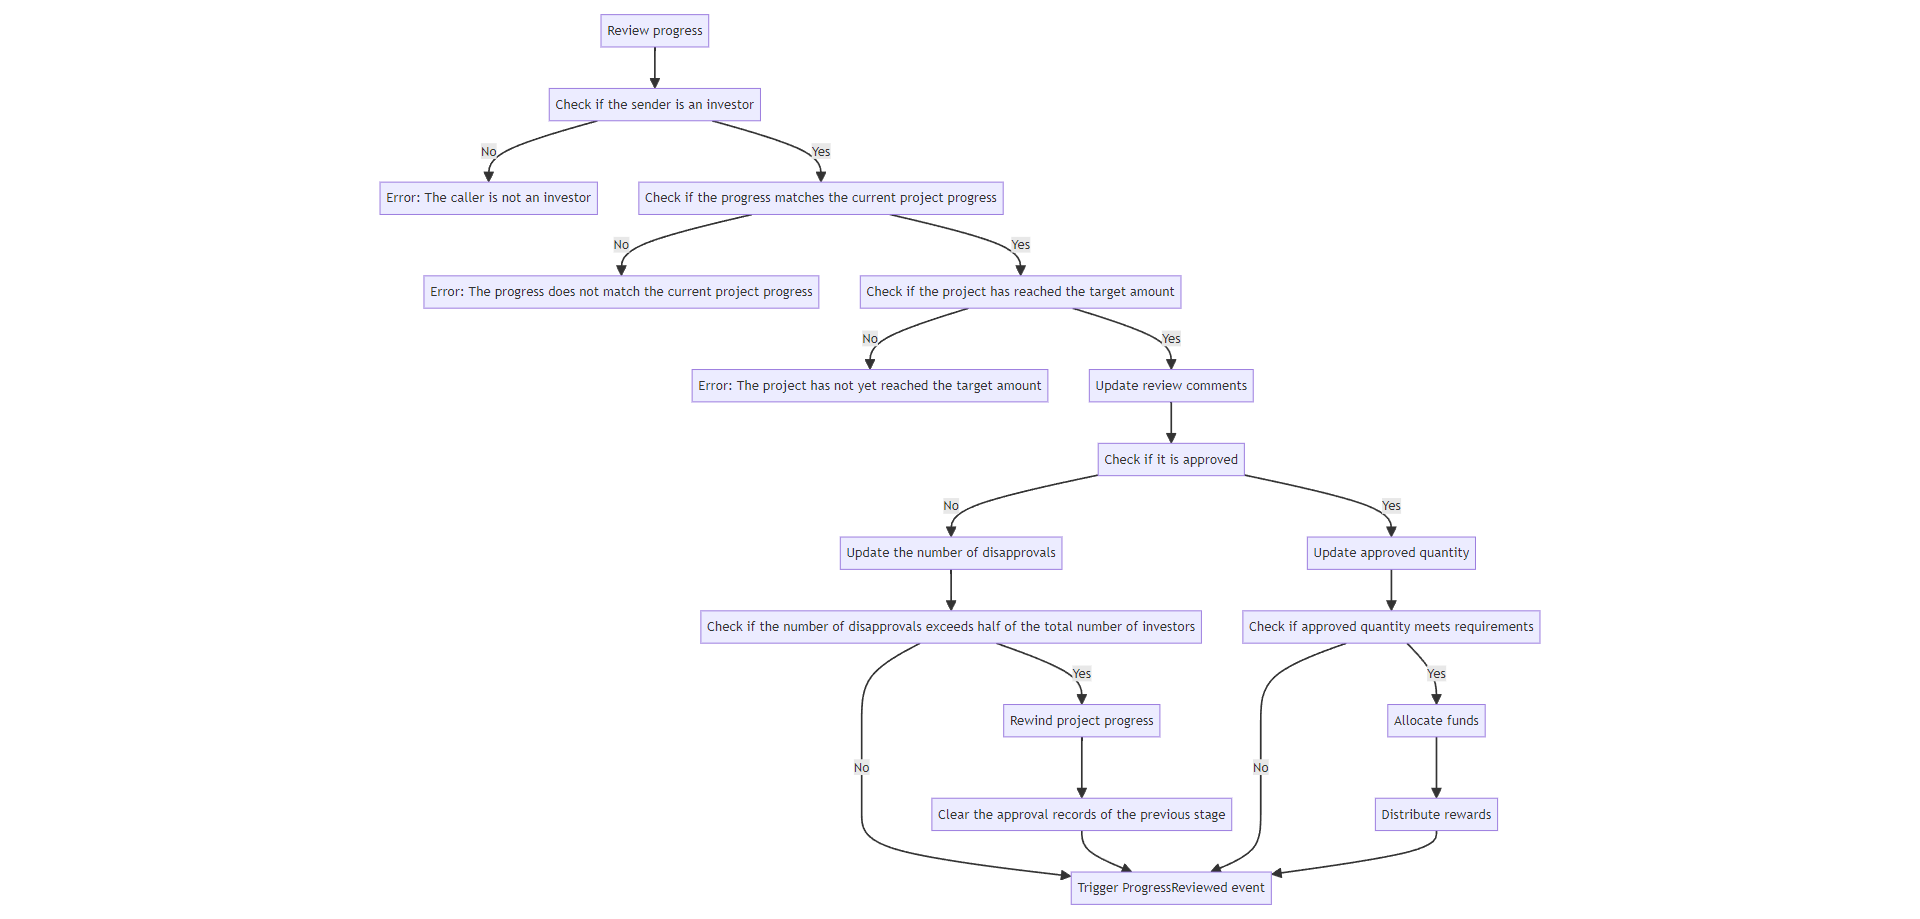 Review progress
Check if the sender is an investor
No
Yes
Error: The caller is not an investor
Check if the progress matches the current project progress
No
Yes
Error: The progress does not match the current project progress
Check if the project has reached the target amount
No
Yes
Error: The project has not yet reached the target amount
Update review comments
Check if it is approved
No
Yes
Update the number of disapprovals
Update approved quantity
Check if the number of disapprovals exceeds half of the total number of investors
Check if approved quantity meets requirements
Yes
Yes
Rewind project progress
Allocate funds
No
No
Clear the approval records of the previous stage
Distribute rewards
Trigger ProgressReviewed event